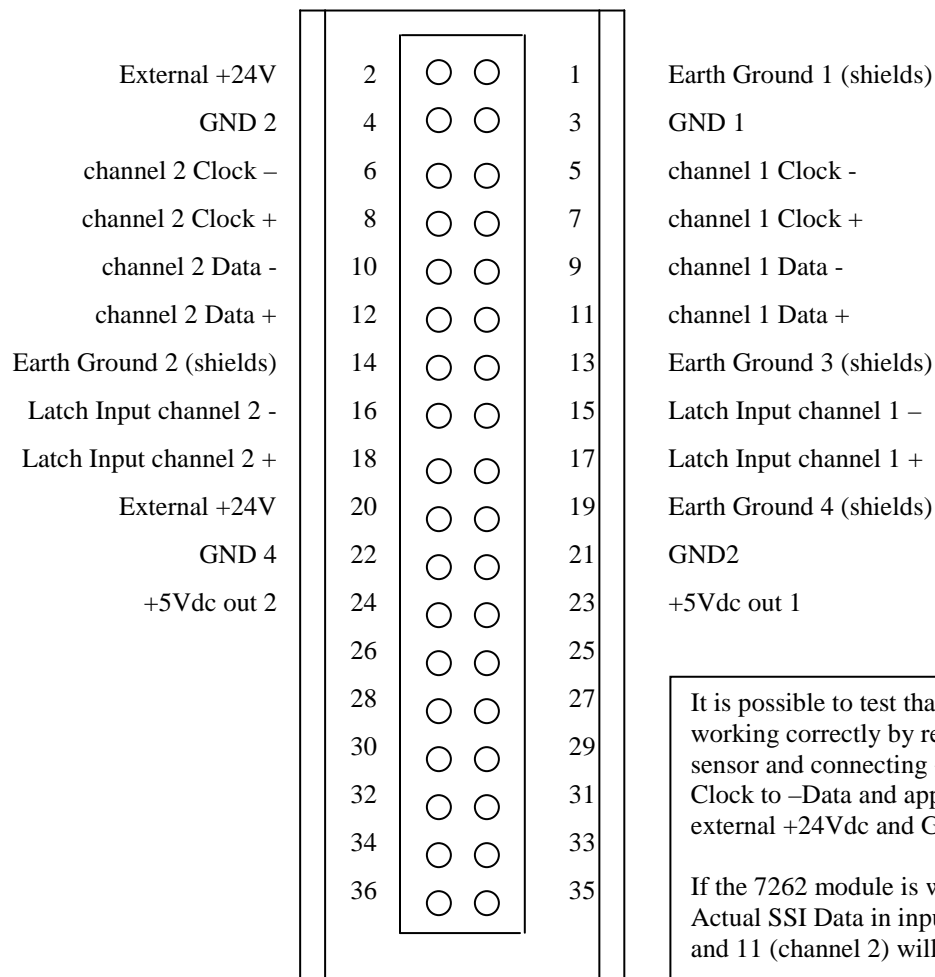 External +24V 2 1 Earth Ground 1 (shields)
GND 2 4 3 GND 1
channel 2 Clock – 6 5 channel 1 Clock -
channel 2 Clock + 8 7 channel 1 Clock +
channel 2 Data - 10 9 channel 1 Data -
channel 2 Data + 12 11 channel 1 Data +
Earth Ground 2 (shields) 14 13 Earth Ground 3 (shields)
Latch Input channel 2 - 16 15 Latch Input channel 1 –
Latch Input channel 2 + 18 17 Latch Input channel 1 +
External +24V 20 19 Earth Ground 4 (shields)
GND 4 22 21 GND2
+5Vdc out 2 24 23 +5Vdc out 1
26 25
28 27
30 29
32 31
34 33
36 35
It is possible to test tha
working correctly by re
sensor and connecting
Clock to –Data and app
external +24Vdc and G
If the 7262 module is w
Actual SSI Data in inpu
and 11 (channel 2) will